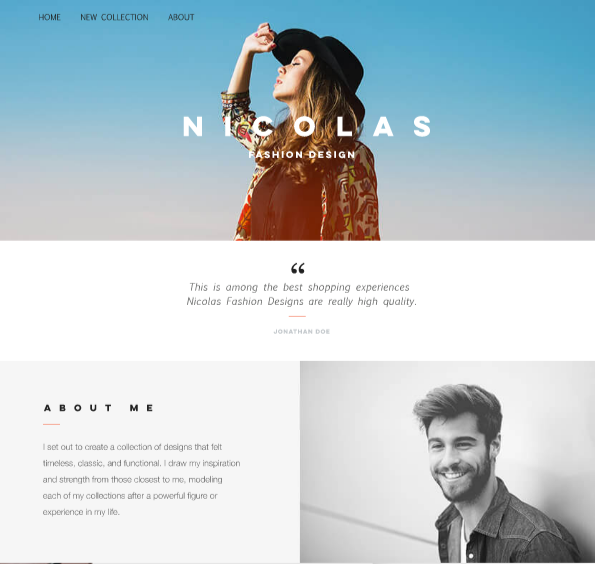 HOME NEW COLLECTION ABOUT
NICOLAS
FASHION DESIGN
“
This is among the best shopping experiences
Nicolas Fashion Designs are really high quality.
JONATHAN DOE
ABOUT ME
I set out to create a collection of designs that felt
timeless, classic, and functional. I draw my inspiration
and strength from those closest to me, modeling
each of my collections after a powerful figure or
experience in my life.